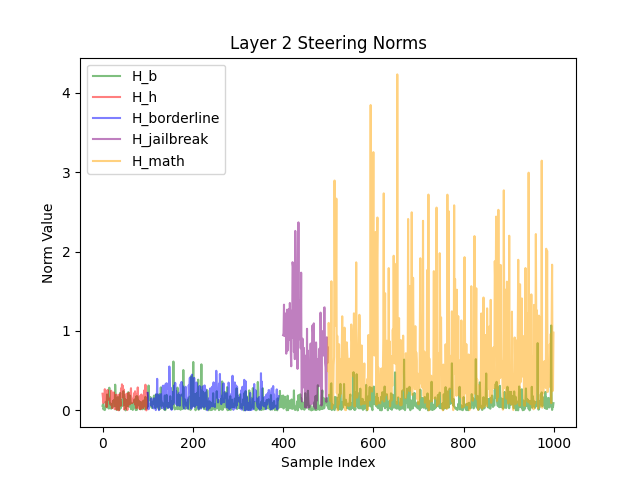 Layer 2 Steering Norms
H_b
H_h
H_borderline
H_jailbreak
H_math
Norm Value
4
3
2
1
0
0 200 400 600 800 1000
Sample Index